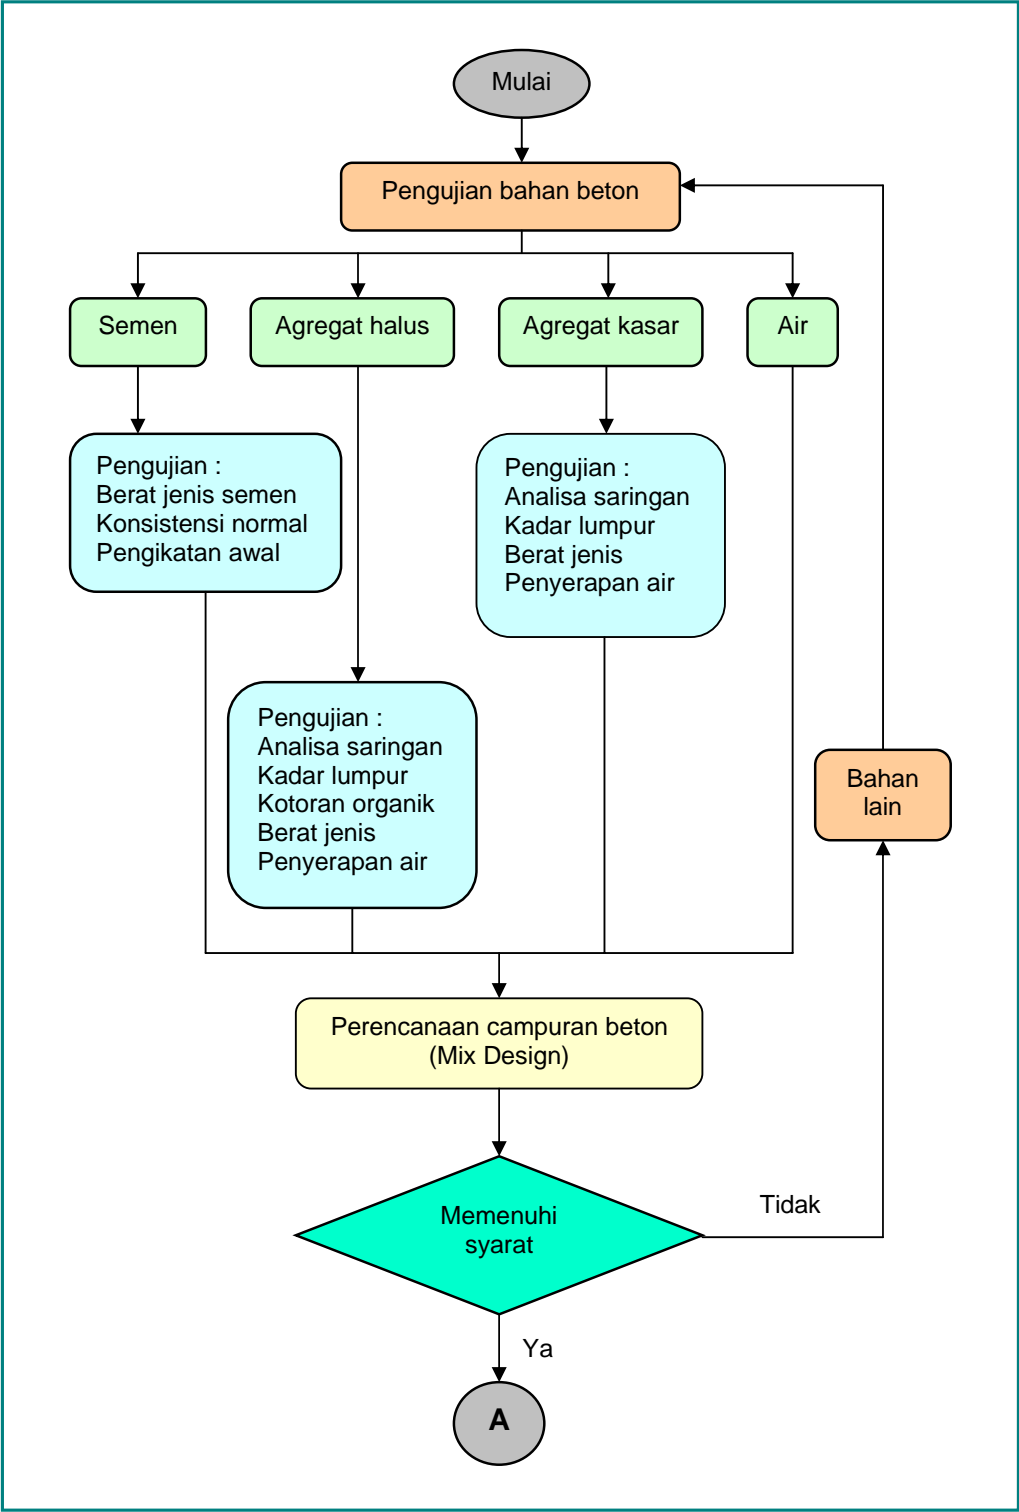 Mulai
Pengujian bahan beton
Semen
Agregat halus
Agregat kasar
Air
Pengujian :
Berat jenis semen
Konsistensi normal
Pengikatan awal
Pengujian :
Analisa saringan
Kadar lumpur
Berat jenis
Penyerapan air
Pengujian :
Analisa saringan
Kadar lumpur
Kotoran organik
Berat jenis
Penyerapan air
Bahan
lain
Perencanaan campuran beton
(Mix Design)
Memenuhi
syarat
Tidak
Ya
A